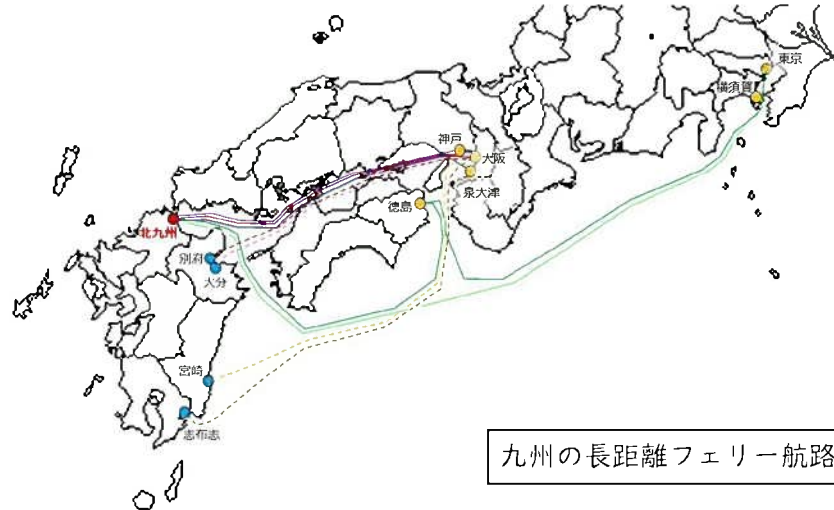 東京
横須賀
神戸
大阪
泉大津
徳島
北九州
別府
大分
宮崎
志布志
九州の長距離フェリー航路